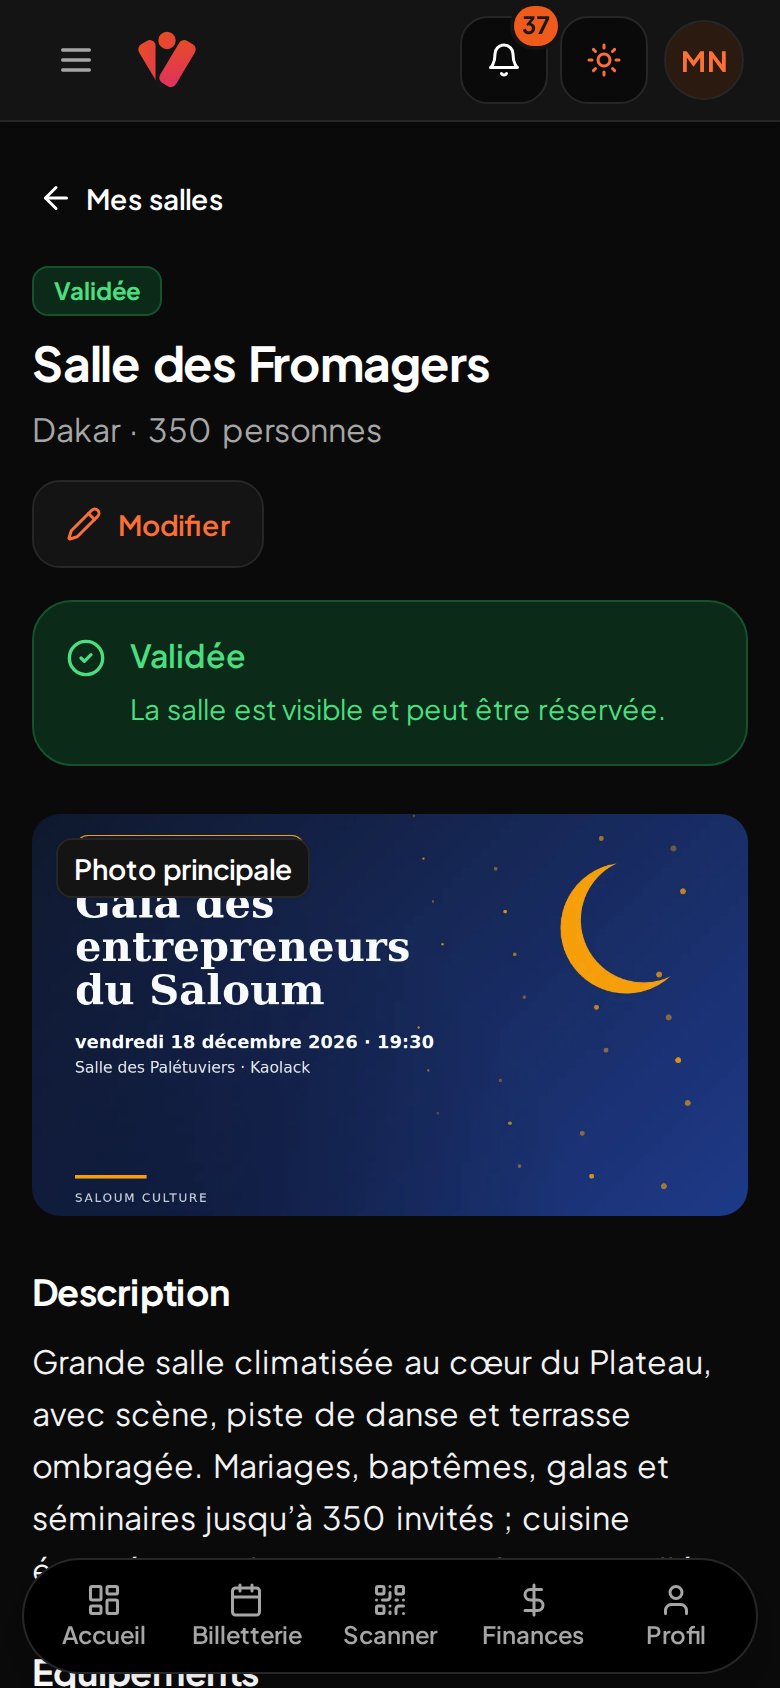 37
MN
Mes salles
Validée
Salle des Fromagers
Dakar · 350 personnes
Modifier
Validée
La salle est visible et peut être réservée.
Photo principale
Gala des
entrepreneurs
du Saloum
vendredi 18 décembre 2026 · 19:30
Salle des Palétuviers · Kaolack
SALOUM CULTURE
Description
Grande salle climatisée au cœur du Plateau,
avec scène, piste de danse et terrasse
ombragée. Mariages, baptêmes, galas et
séminaires jusqu’à 350 invités ; cuisine
Accueil
Billetterie
Scanner
Finances
Profil
Équipements